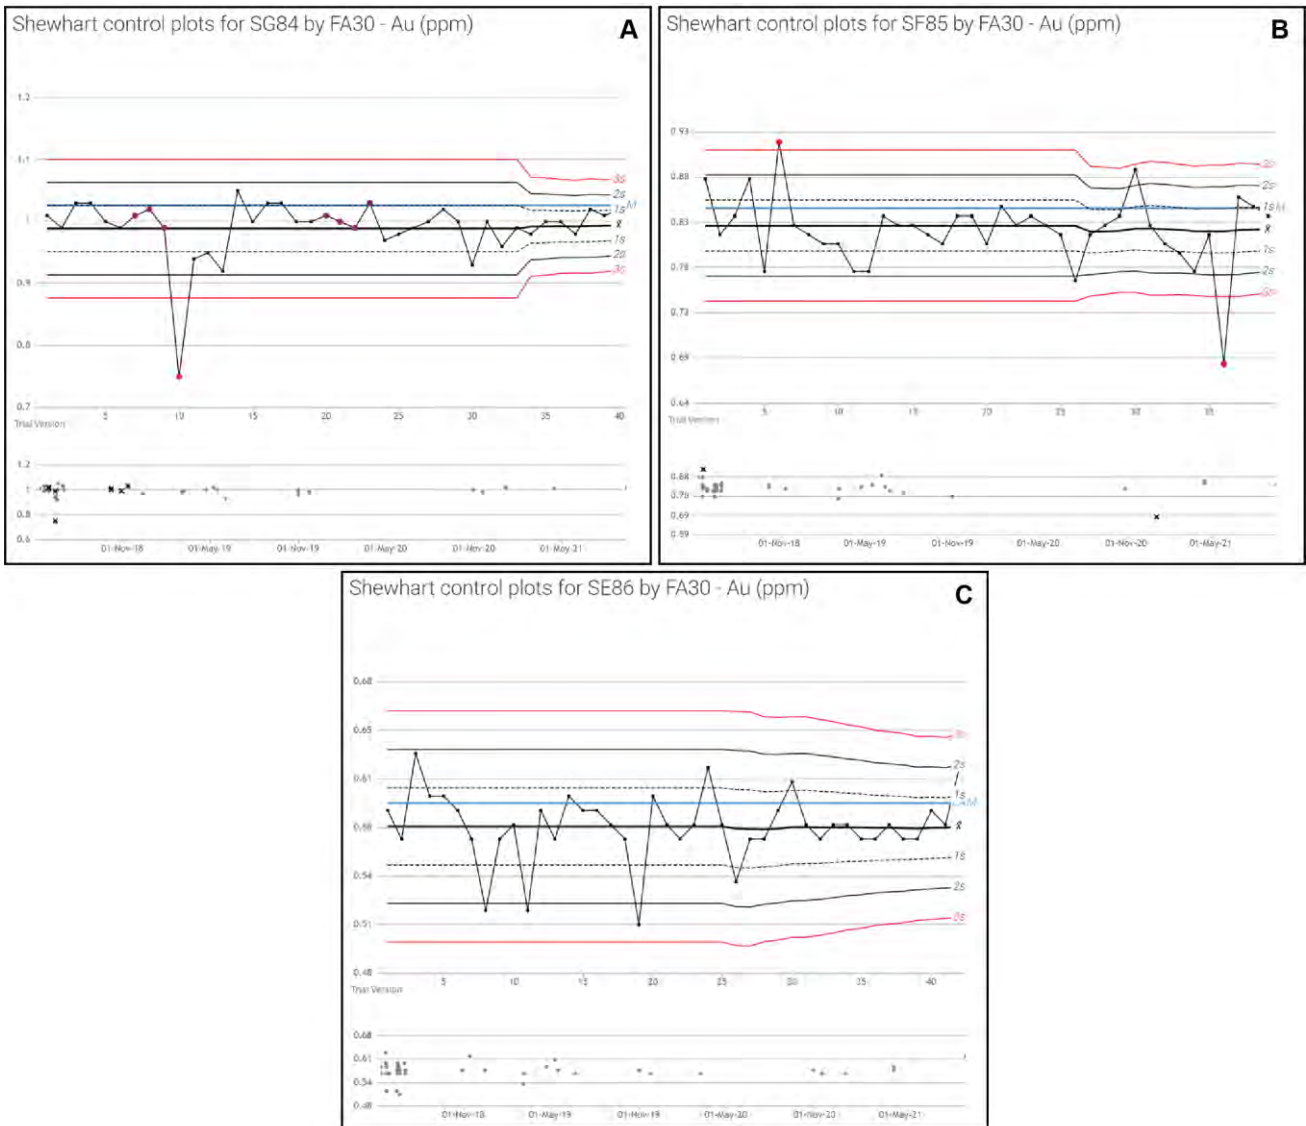 Shewhart control plots for SG84 by FA30 - Au (ppm)
A
1.2
1.1
1.0
0.9
0.8
0.7
3s
2s
1s
M
x̄
1s
2s
3s
5 10 15 20 25 30 35 40
Trial Version
1.2
1
0.8
0.6
01-Nov-18 01-May-19 01-Nov-19 01-May-20 01-Nov-20 01-May-21
Shewhart control plots for SF85 by FA30 - Au (ppm)
B
0.93
0.88
0.83
0.78
0.73
0.69
0.64
3s
2s
1s M
x̄
1s
2s
3s
5 10 15 20 25 30 35
Trial Version
0.88
0.79
0.69
0.59
01-Nov-18 01-May-19 01-Nov-19 01-May-20 01-Nov-20 01-May-21
Shewhart control plots for SE86 by FA30 - Au (ppm)
C
0.68
0.65
0.61
0.58
0.54
0.51
0.48
2s
1s
x̄
1s
2s
3s
5 10 15 20 25 30 35 40
Trial Version
0.68
0.61
0.54
0.48
01-Nov-18 01-May-19 01-Nov-19 01-May-20 01-Nov-20 01-May-21